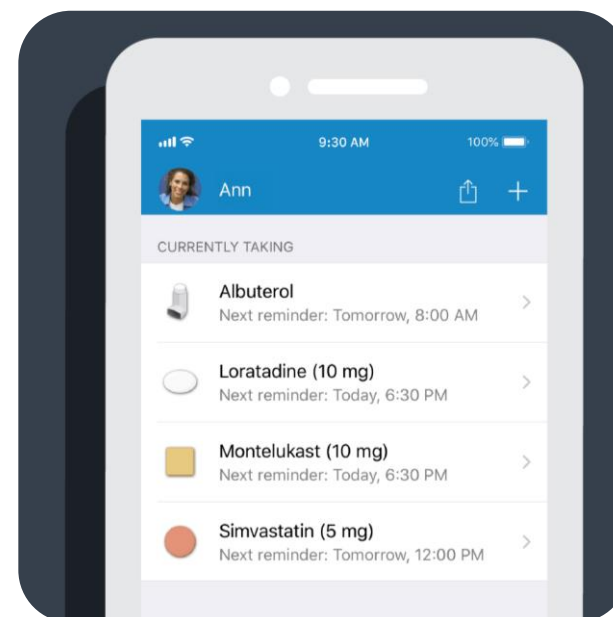 9:30 AM 100%
Ann
CURRENTLY TAKING
Albuterol
Next reminder: Tomorrow, 8:00 AM
Loratadine (10 mg)
Next reminder: Today, 6:30 PM
Montelukast (10 mg)
Next reminder: Today, 6:30 PM
Simvastatin (5 mg)
Next reminder: Tomorrow, 12:00 PM